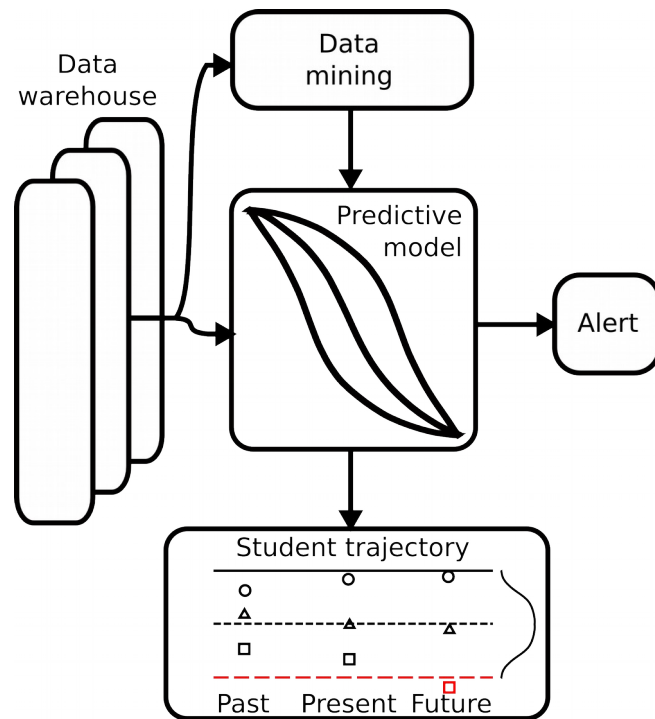 Data
mining
Data
warehouse
Predictive
model
Alert
Student trajectory
Past Present Future